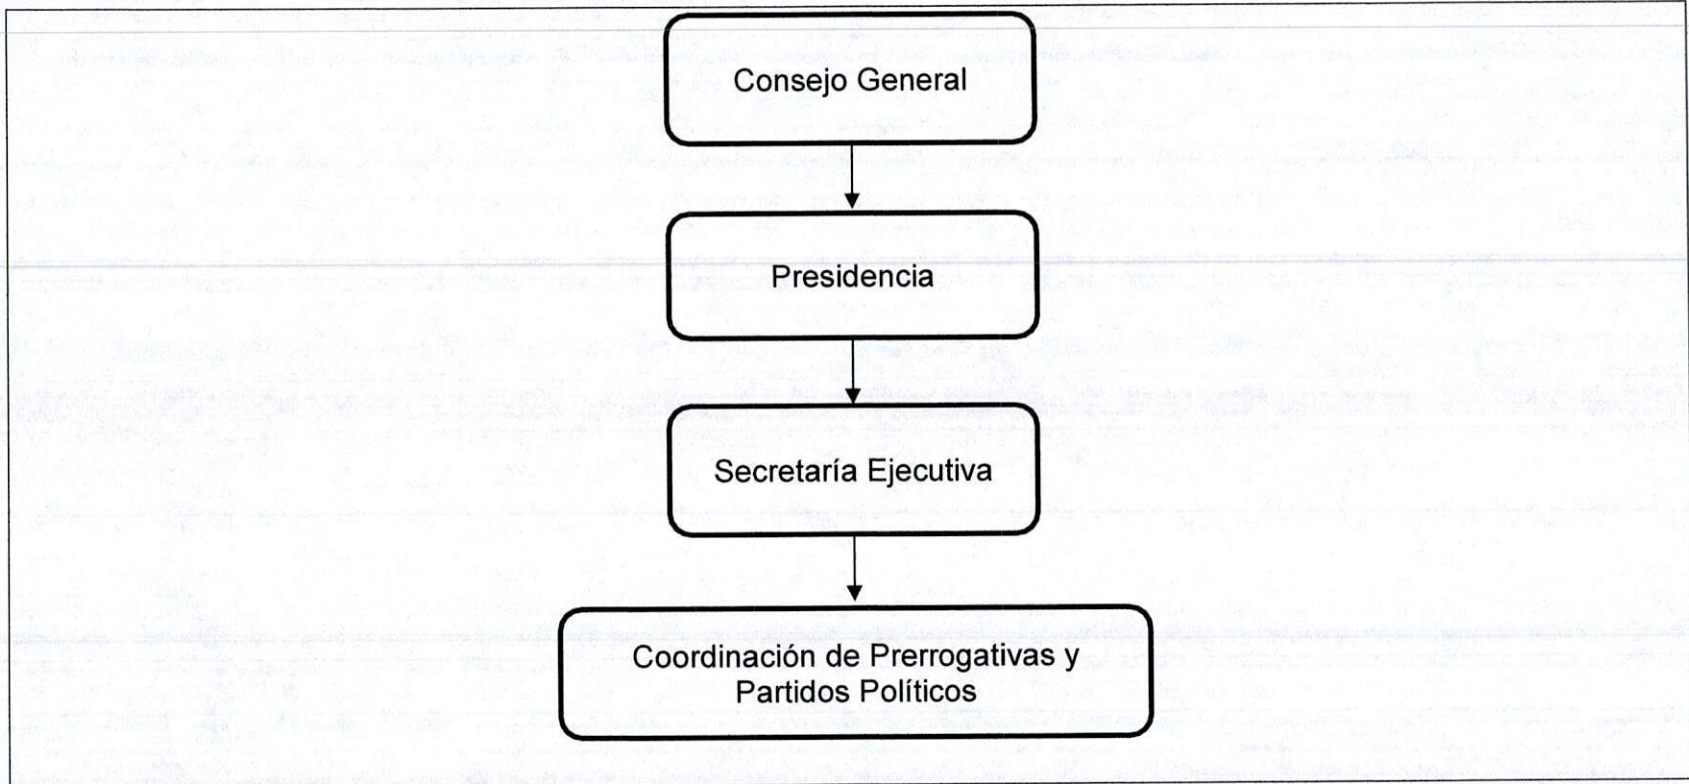 Consejo General
Presidencia
Secretaría Ejecutiva
Coordinación de Prerrogativas y
Partidos Políticos